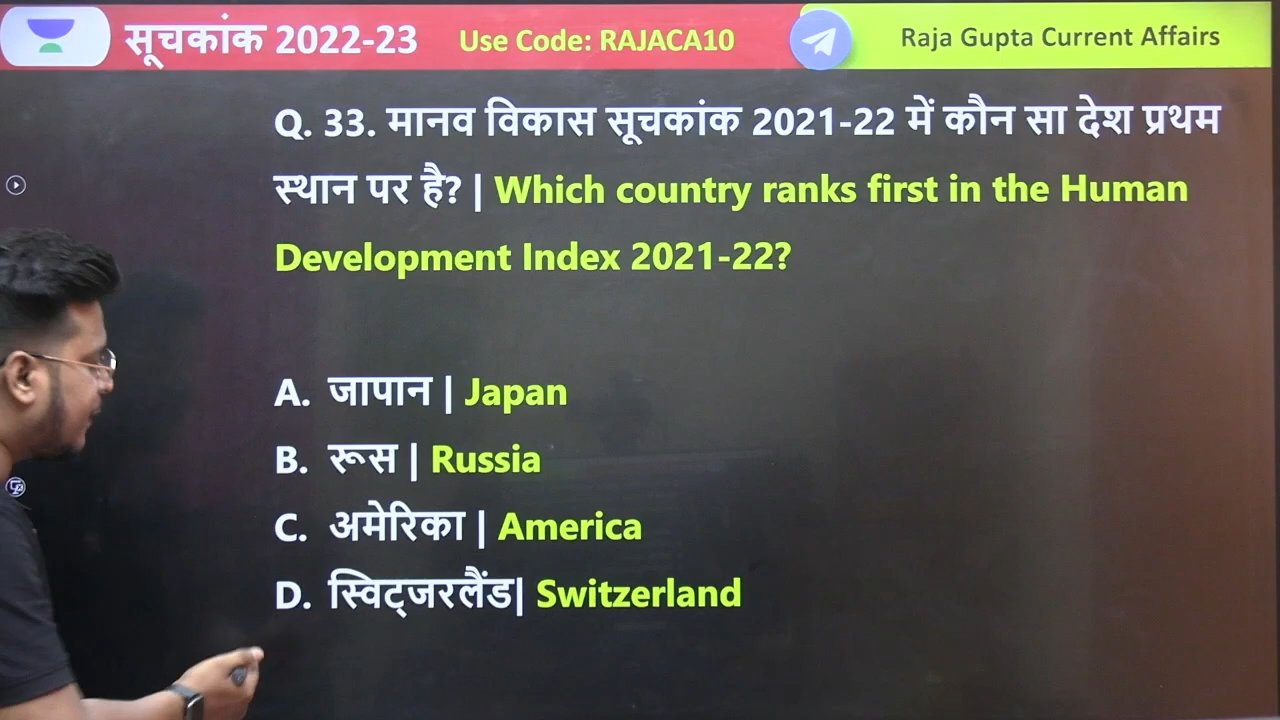 सूचकांक 2022-23 Use Code: RAJACA10 Raja Gupta Current Affairs
Q. 33. मानव विकास सूचकांक 2021-22 में कौन सा देश प्रथम
स्थान पर है? | Which country ranks first in the Human
Development Index 2021-22?
A. जापान | Japan
B. रूस | Russia
C. अमेरिका | America
D. स्विट्जरलैंड| Switzerland